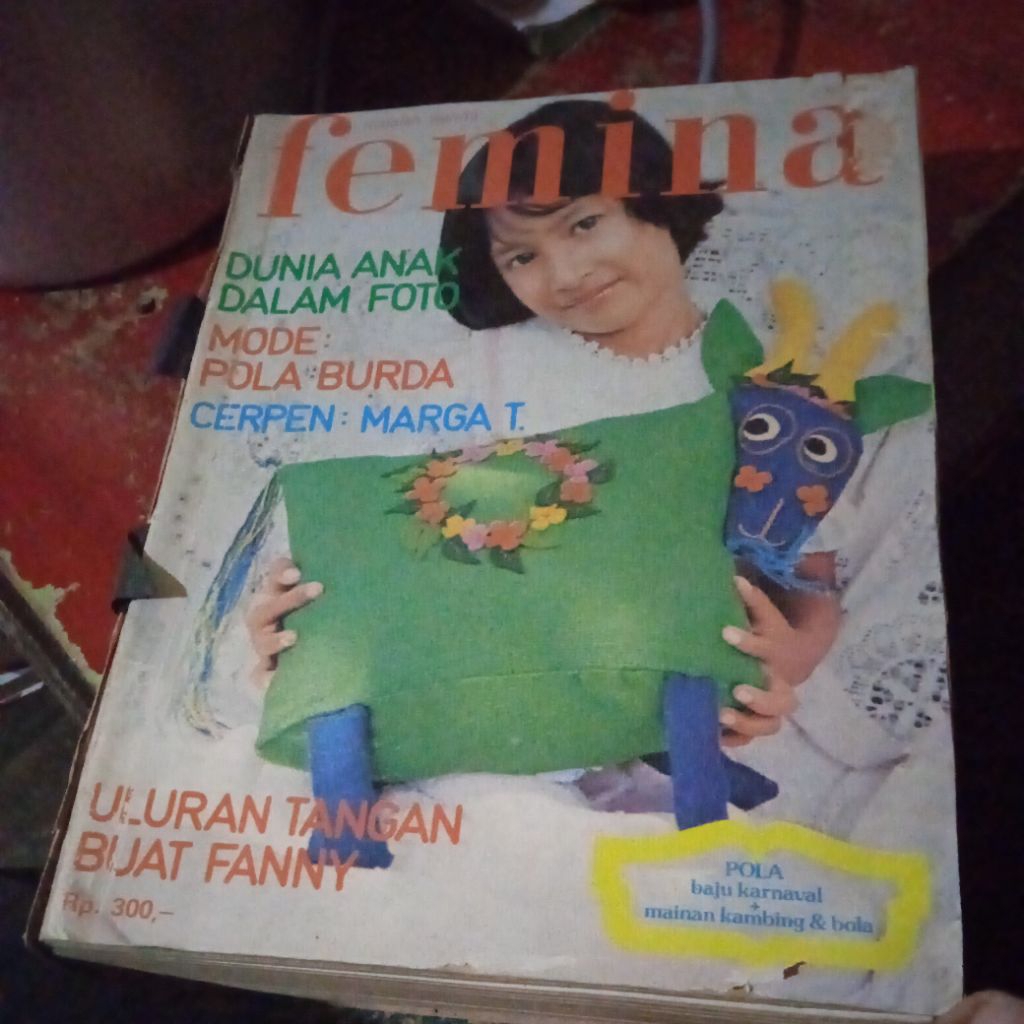 femina
DUNIA ANAK
DALAM FOTO
MODE:
POLA BURDA
CERPEN: MARGA T.
ULURAN TANGAN
BUAT FANNY
Rp. 300,-
POLA
baju karnaval
+
mainan kambing & bola